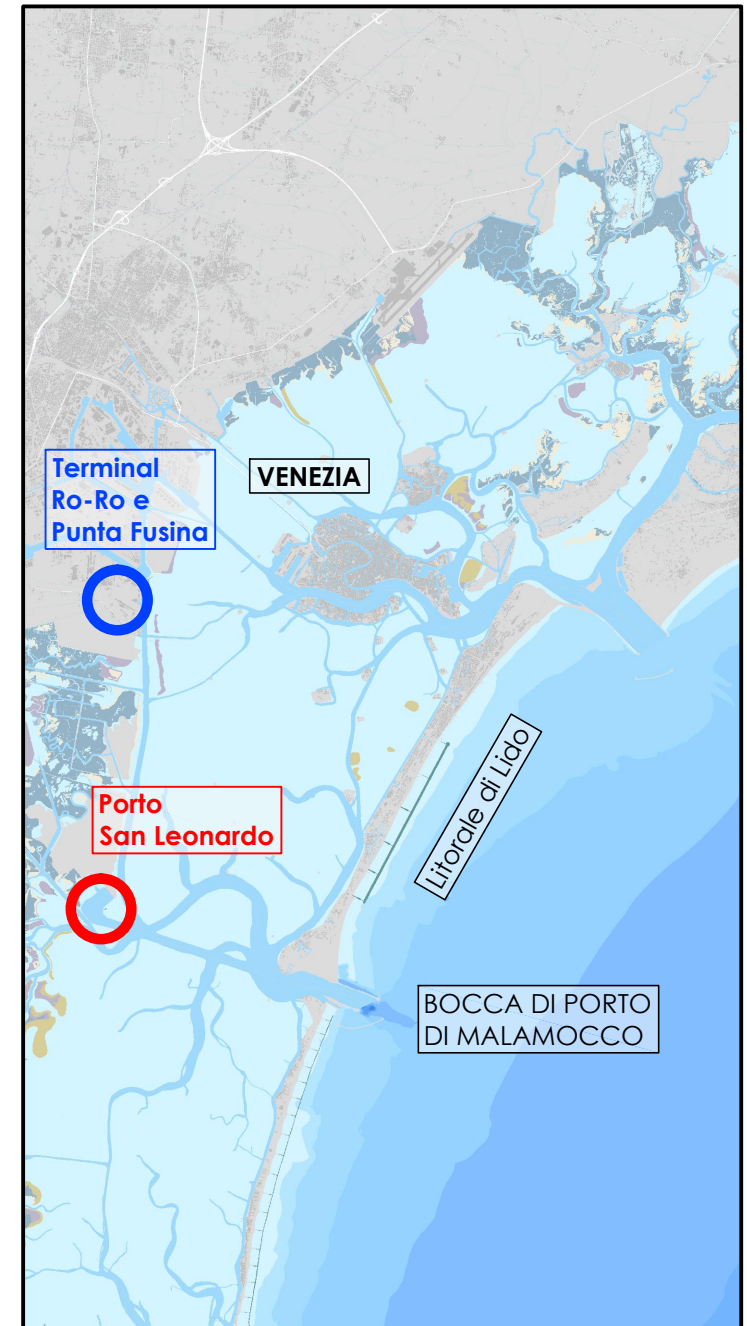 Terminal
Ro-Ro e
Punta Fusina
VENEZIA
Litorale di Lido
Porto
San Leonardo
BOCCA DI PORTO
DI MALAMOCCO